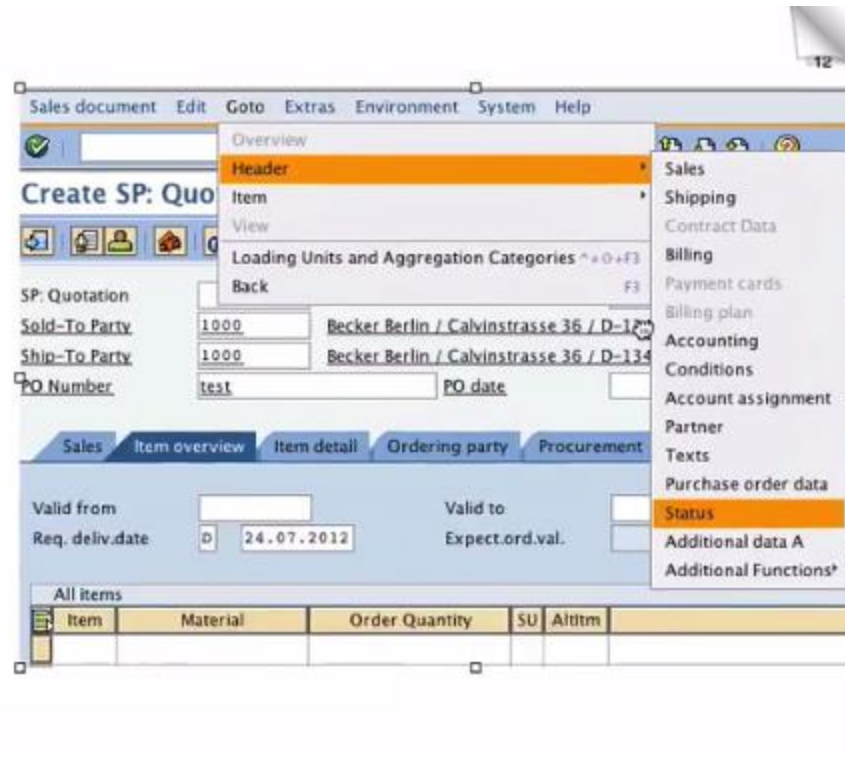 12
Sales document Edit Goto Extras Environment System Help
Overview
Header
Item
View
Loading Units and Aggregation Categories ^+O+F3
Back F3
Sales
Shipping
Contract Data
Billing
Payment cards
Billing plan
Accounting
Conditions
Account assignment
Partner
Texts
Purchase order data
Status
Additional data A
Additional Functions
Create SP: Quo
SP: Quotation
Sold-To Party 1000 Becker Berlin / Calvinstrasse 36 / D-13
Ship-To Party 1000 Becker Berlin / Calvinstrasse 36 / D-134
PO Number test PO date
Sales Item overview Item detail Ordering party Procurement
Valid from Valid to
Req. deliv.date D 24.07.2012 Expect.ord.val.
All items
Item Material Order Quantity SU AltItm